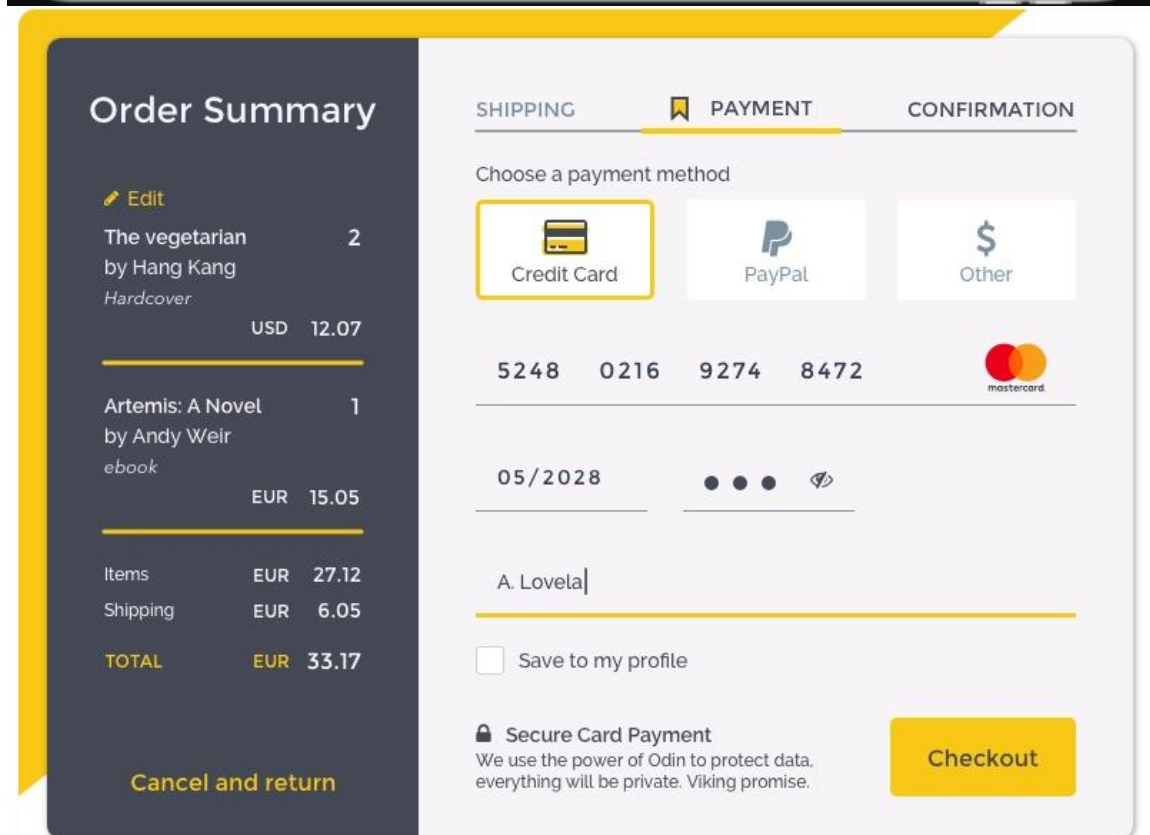 Order Summary
Edit
The vegetarian 2
by Hang Kang
Hardcover
USD 12.07
Artemis: A Novel 1
by Andy Weir
ebook
EUR 15.05
Items EUR 27.12
Shipping EUR 6.05
TOTAL EUR 33.17
Cancel and return
SHIPPING PAYMENT CONFIRMATION
Choose a payment method
Credit Card PayPal Other
5248 0216 9274 8472 mastercard
05/2028
A. Lovela
Save to my profile
Secure Card Payment
We use the power of Odin to protect data,
everything will be private. Viking promise.
Checkout